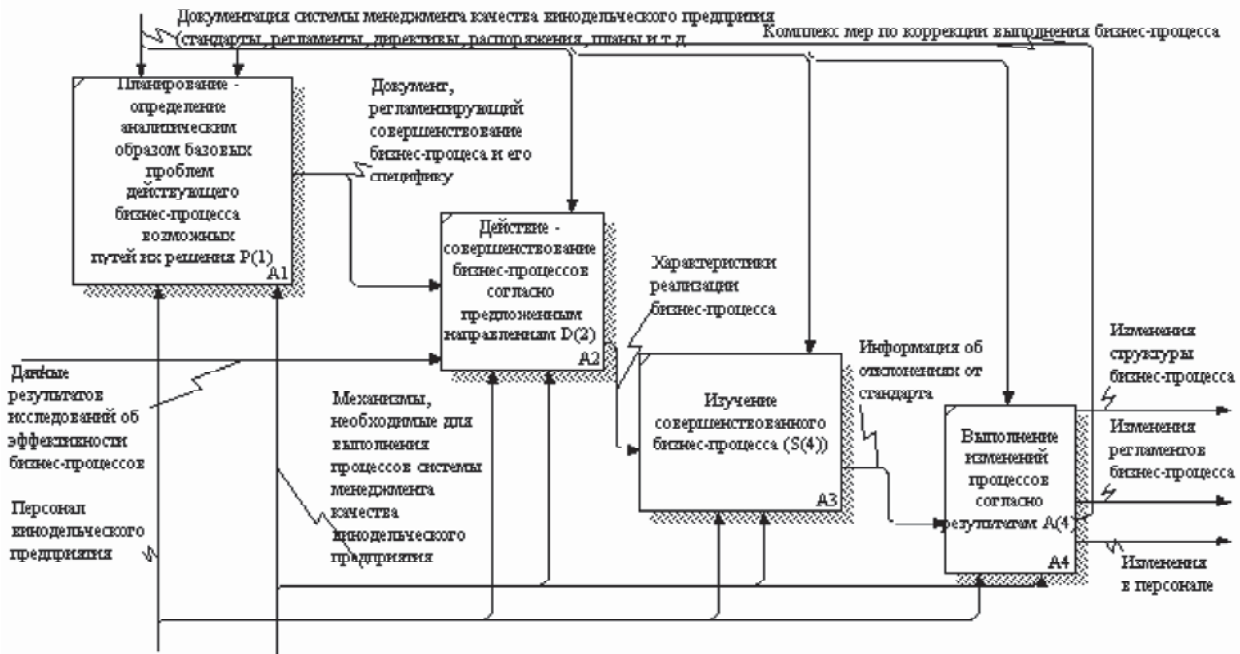 Документация системы менеджмента качества винодельческого предпрития
(стандарты, регламенты, директивы, распоряжения, планы и т.д
Комплекс мер по коррекции выполнения бизнес-процесса
Планирование -
определение
аналитическим
образом базовых
проблем
действующего
бизнес-процесса
возможных
путей их решения P(1)
A1
Документ,
регламентирующий
совершенствование
бизнес-процеса и его
специфику
Действие -
совершенствование
бизнес-процессов
согласно
предложенным
направлениям D(2)
A2
Характеристики
реализации
бизнес-процесса
Изучение
совершенствованного
бизнес-процесса (S(4))
A3
Информация об
отклонениях от
стандарта
Выполнение
изменений
процессов
согласно
результатам A(4)
A4
Изменения
структуры
бизнес-процесса
Изменения
регламентов
бизнес-процесса
Изменения
в персонале
Данные
результатов
исследований об
эффективности
бизнес-процессов
Персонал
винодельческого
предприятия
Механизмы,
необходимые для
выполнения
процессов системы
менеджмента
качества
винодельческого
предприятия